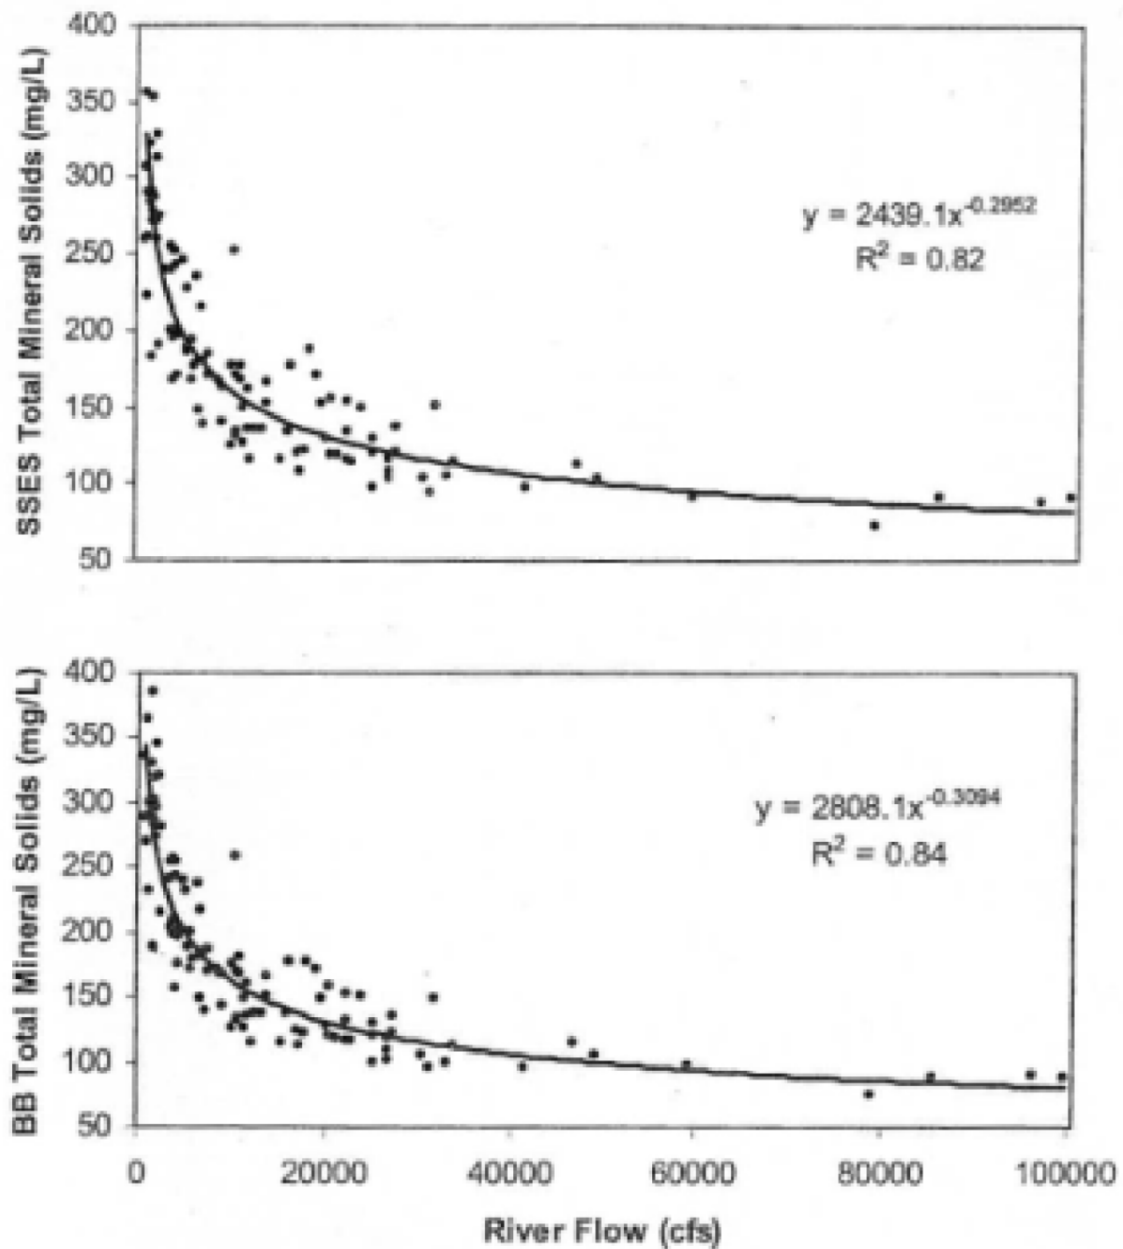 SSES Total Mineral Solids (mg/L)
400
350
300
250
200
150
100
50
y = 2439.1x^-0.2952
R² = 0.82
BB Total Mineral Solids (mg/L)
400
350
300
250
200
150
100
50
y = 2808.1x^-0.3094
R² = 0.84
0 20000 40000 60000 80000 100000
River Flow (cfs)